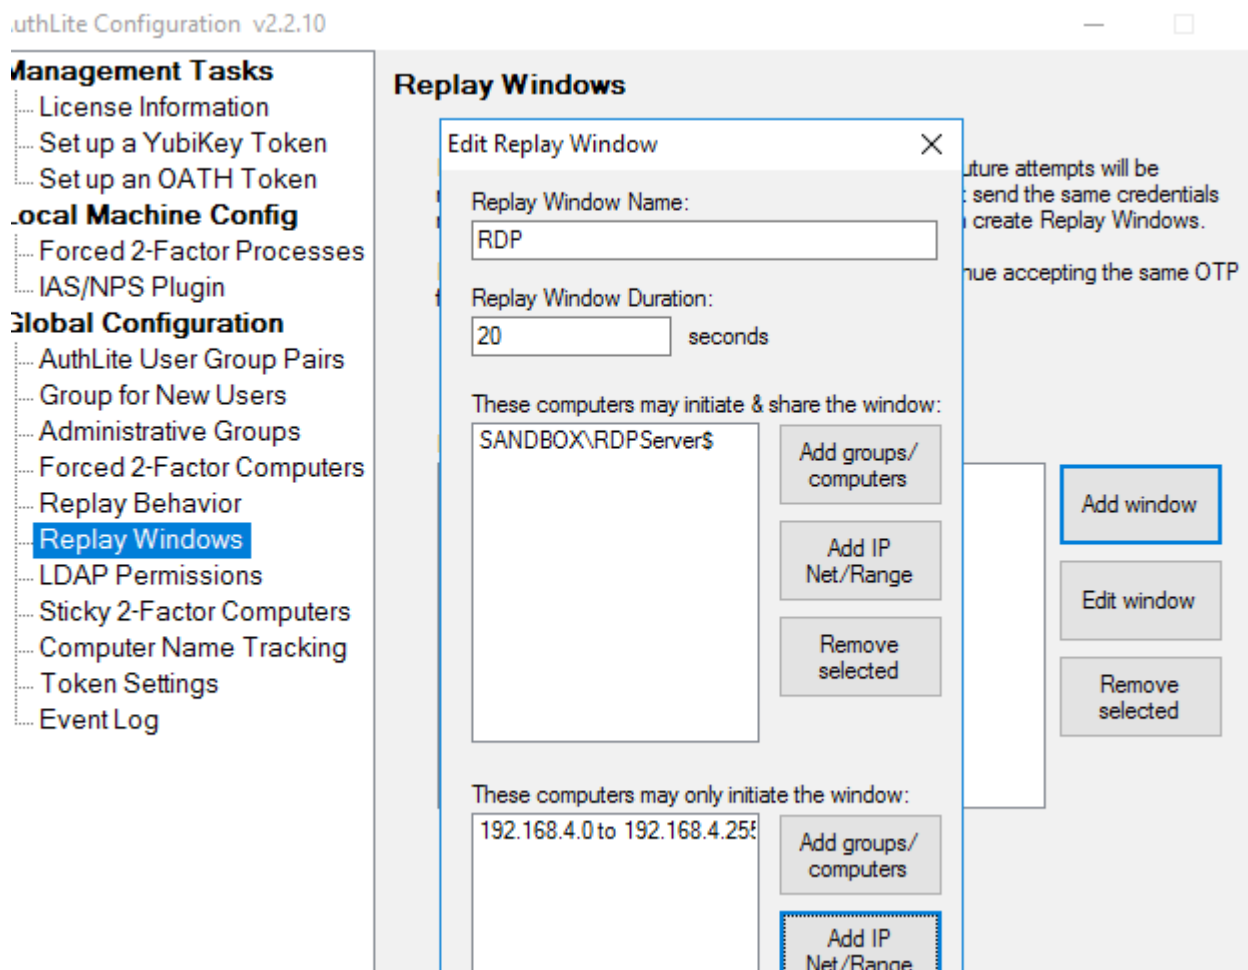 AuthLite Configuration v2.2.10
Management Tasks
License Information
Set up a YubiKey Token
Set up an OATH Token
Local Machine Config
Forced 2-Factor Processes
IAS/NPS Plugin
Global Configuration
AuthLite User Group Pairs
Group for New Users
Administrative Groups
Forced 2-Factor Computers
Replay Behavior
Replay Windows
LDAP Permissions
Sticky 2-Factor Computers
Computer Name Tracking
Token Settings
Event Log
Replay Windows
attempts will be
send the same credentials
create Replay Windows.
accepting the same OTP
Edit Replay Window
Replay Window Name:
RDP
Replay Window Duration:
20 seconds
These computers may initiate & share the window:
SANDBOX\RDPServer$
Add groups/
computers
Add IP
Net/Range
Remove
selected
These computers may only initiate the window:
192.168.4.0 to 192.168.4.255
Add groups/
computers
Add IP
Net/Range
Add window
Edit window
Remove
selected